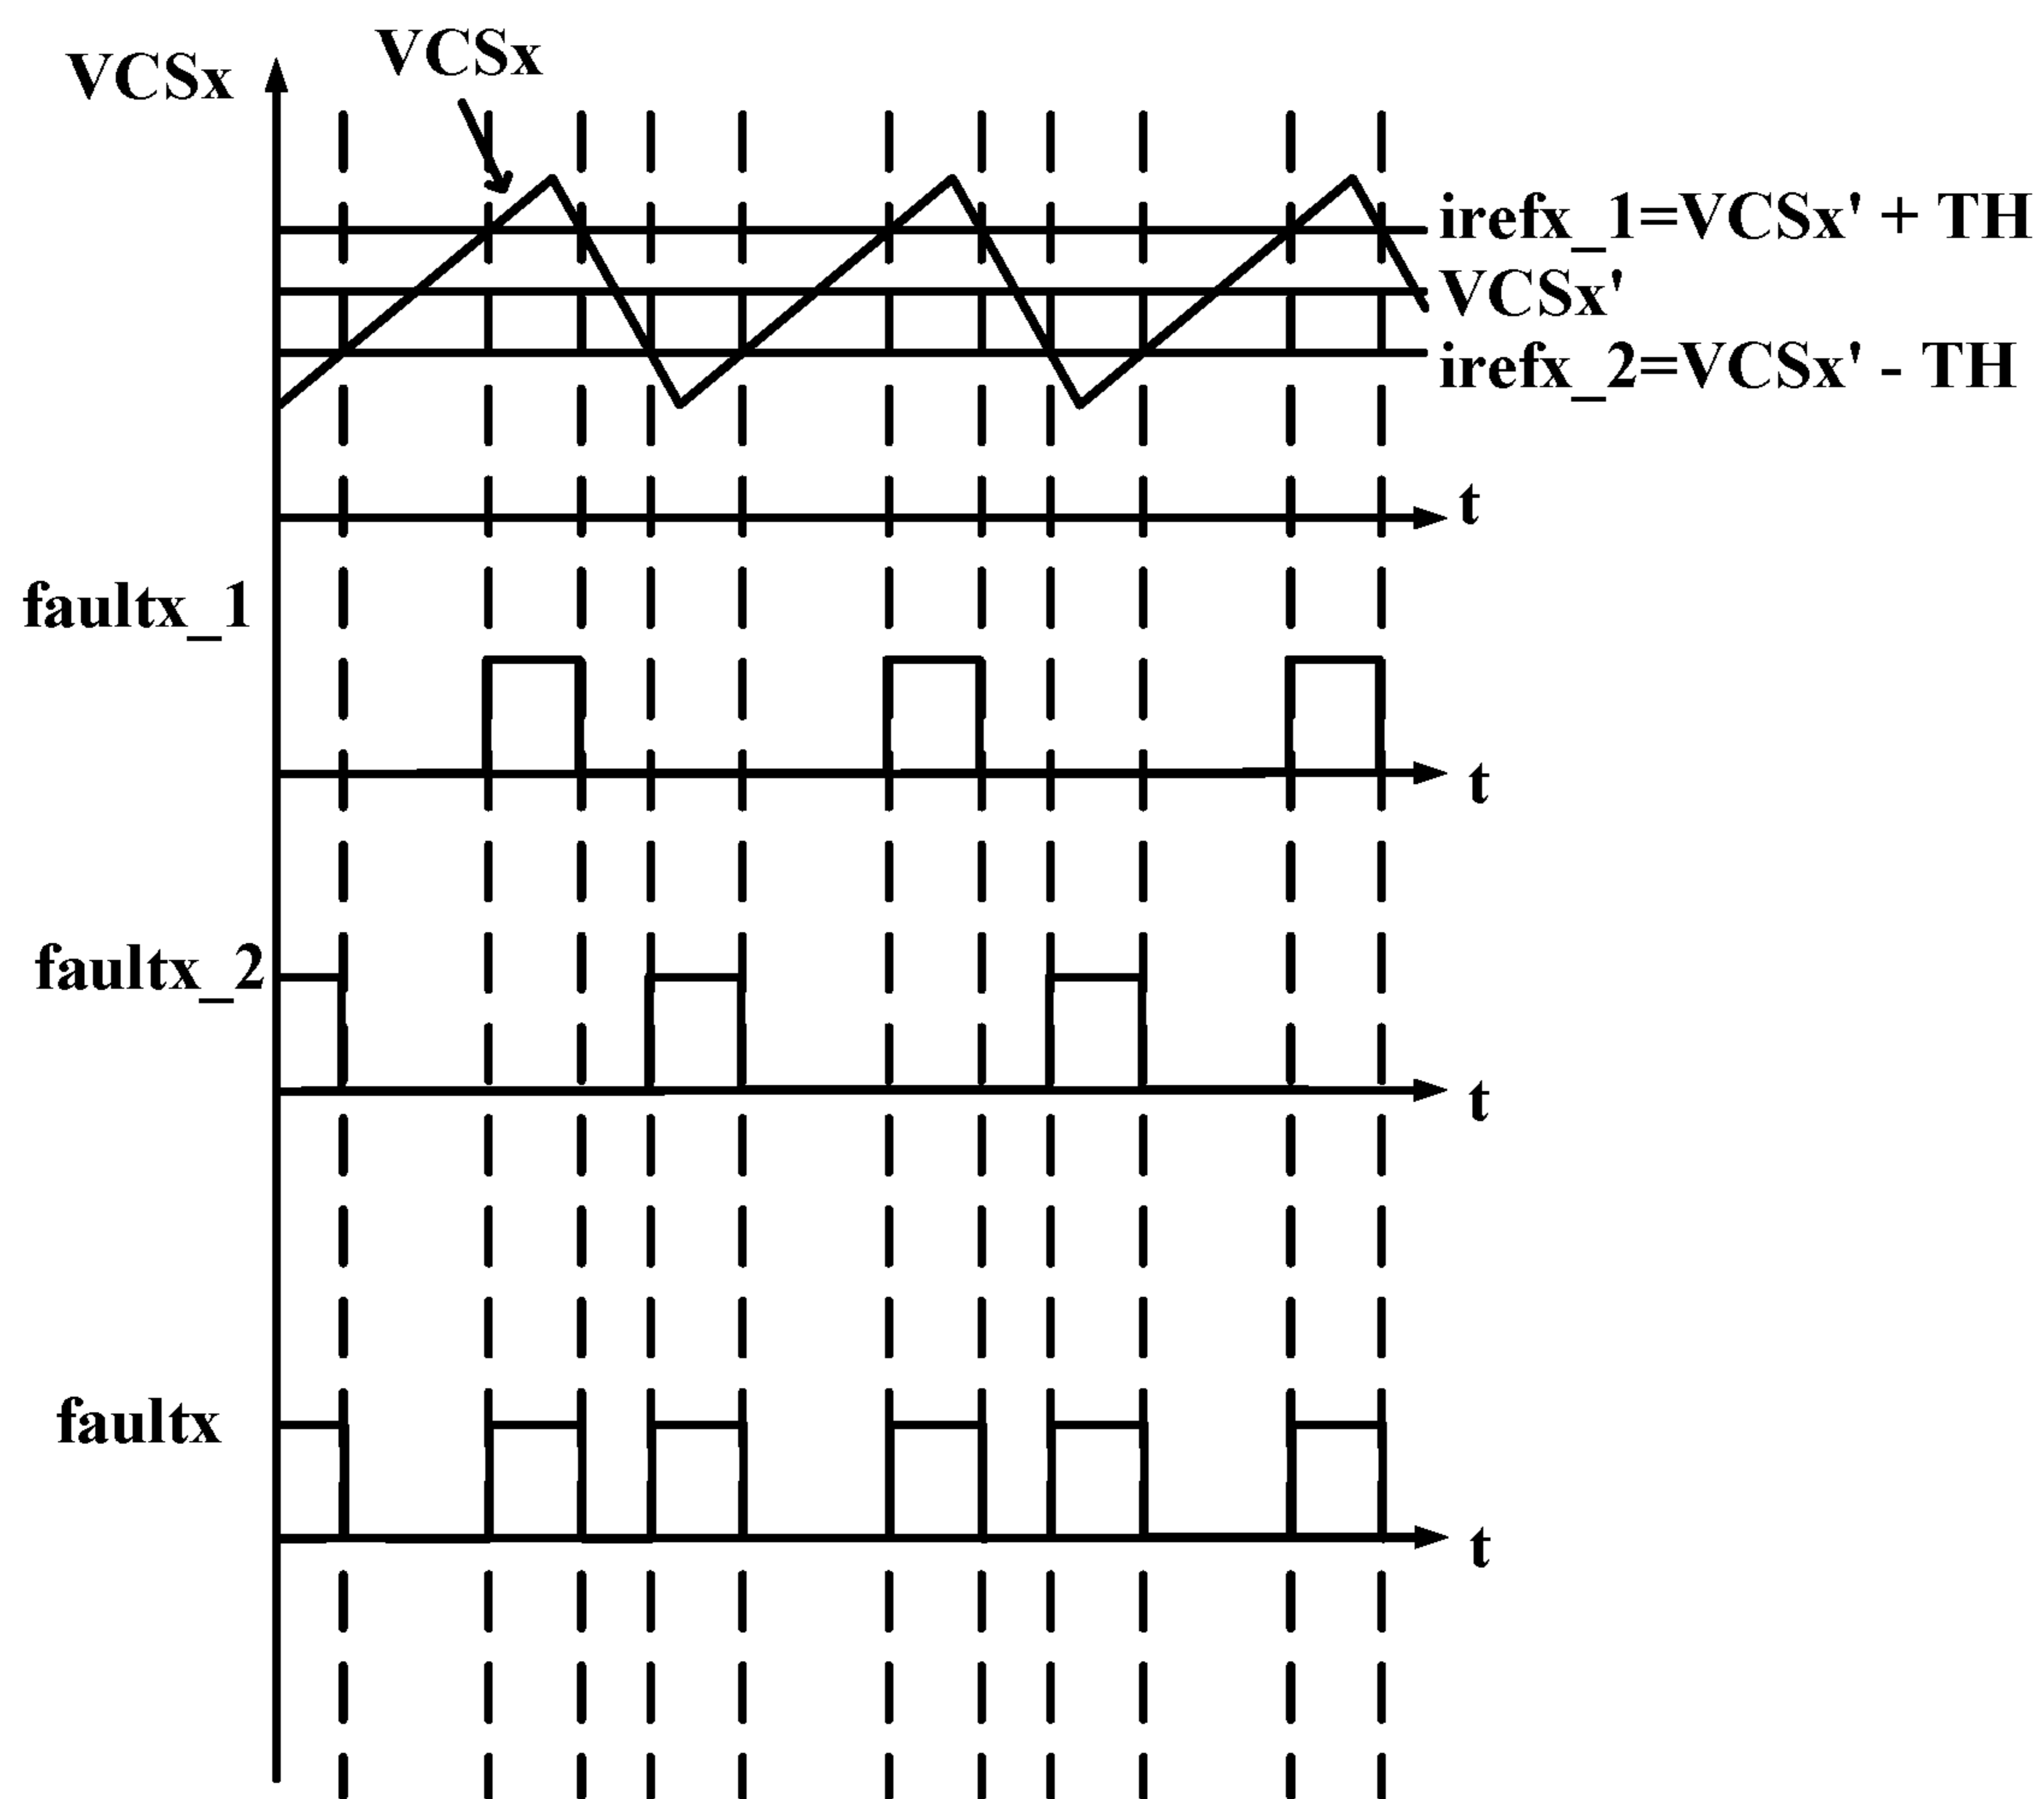 VCSx
VCSx
irefx_1=VCSx' + TH
VCSx'
irefx_2=VCSx' - TH
t
faultx_1
t
faultx_2
t
faultx
t